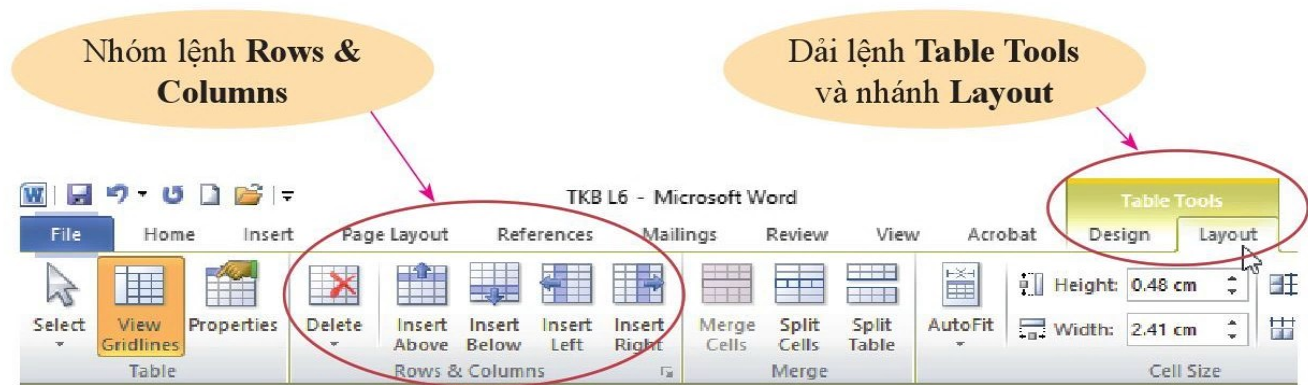 Nhóm lệnh Rows &
Columns
Dải lệnh Table Tools
và nhánh Layout
W
TKB L6 - Microsoft Word
Table Tools
File Home Insert Page Layout References Mailings Review View Acrobat Design Layout
Select View Gridlines Properties Delete Insert Above Insert Below Insert Left Insert Right Merge Cells Split Cells Split Table AutoFit
Height: 0.48 cm
Width: 2.41 cm
Table Rows & Columns Merge Cell Size